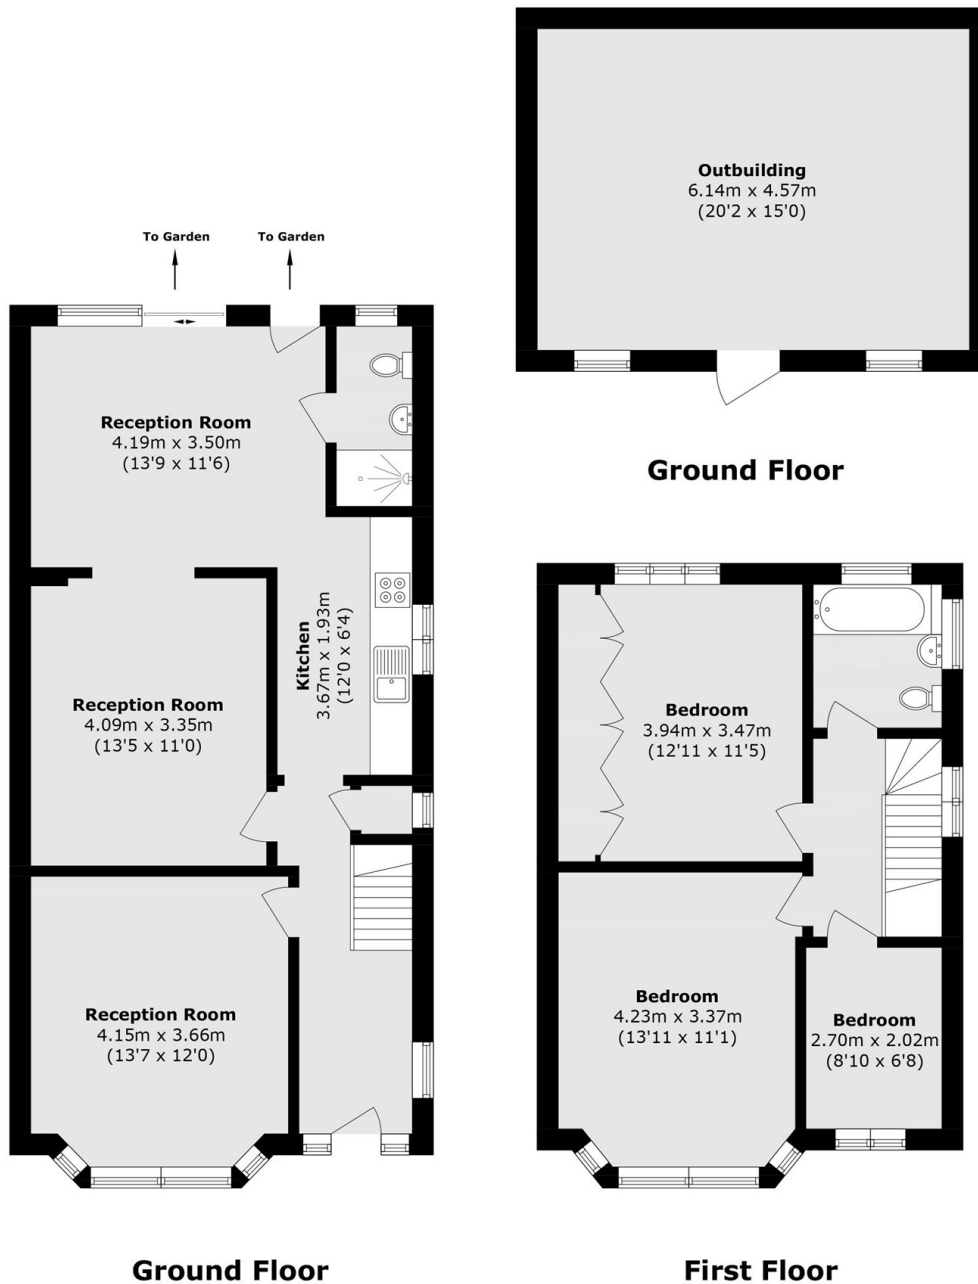 Outbuilding
6.14m x 4.57m
(20'2 x 15'0)
Ground Floor
To Garden
To Garden
Reception Room
4.19m x 3.50m
(13'9 x 11'6)
Kitchen
3.67m x 1.93m
(12'0 x 6'4)
Reception Room
4.09m x 3.35m
(13'5 x 11'0)
Reception Room
4.15m x 3.66m
(13'7 x 12'0)
Ground Floor
Bedroom
3.94m x 3.47m
(12'11 x 11'5)
Bedroom
4.23m x 3.37m
(13'11 x 11'1)
Bedroom
2.70m x 2.02m
(8'10 x 6'8)
First Floor